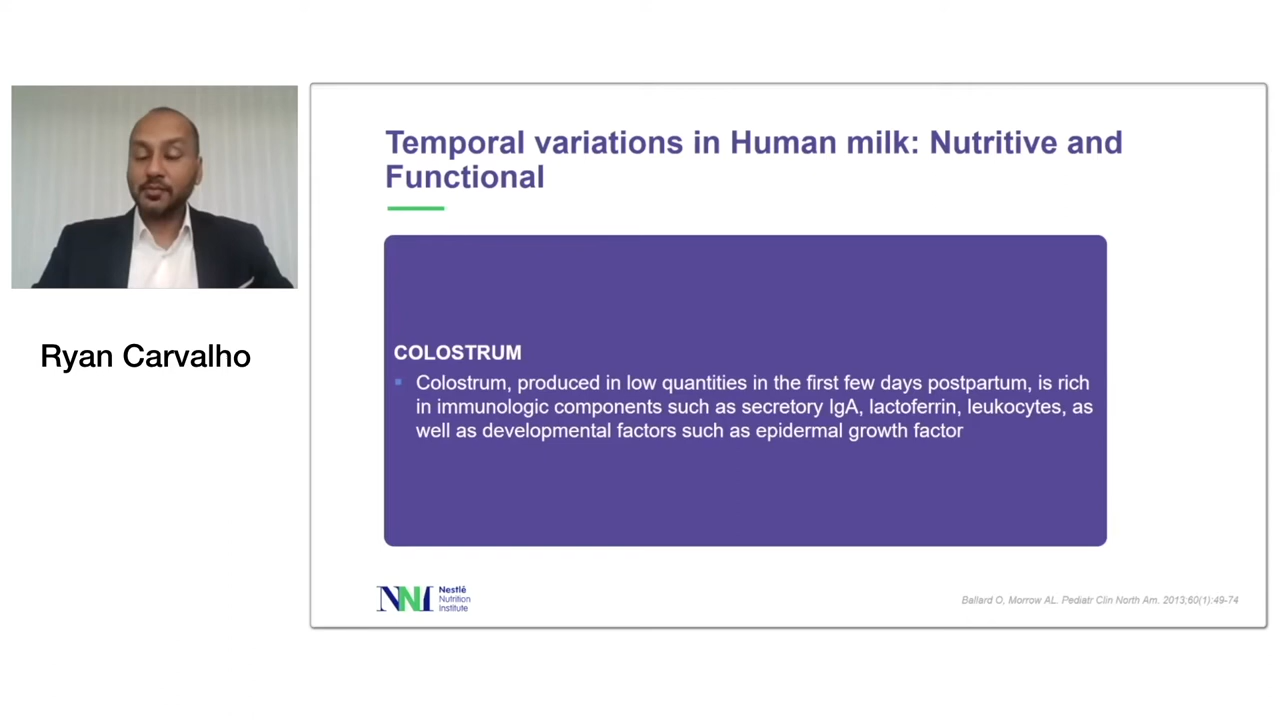 Temporal variations in Human milk: Nutritive and
Functional
COLOSTRUM
▪ Colostrum, produced in low quantities in the first few days postpartum, is rich
in immunologic components such as secretory IgA, lactoferrin, leukocytes, as
well as developmental factors such as epidermal growth factor
Ryan Carvalho
NNI
Nestlé
Nutrition
Institute
Ballard O, Morrow AL. Pediatr Clin North Am. 2013;60(1):49-74